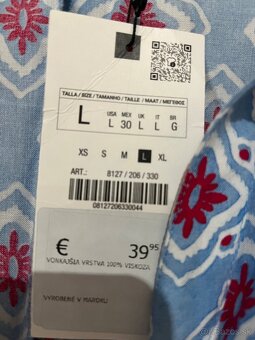 TALLA / SIZE / TAMANHO / TAILLE / MAAT / ΜΕΓΕΘΟΣ
L
USA MEX UK IT BR
L 30 L L G
XS S M L XL
ART.: 8127 / 206 / 330
08127206330044
€ 39,95
VONKAJŠIA VRSTVA 100% VISKÓZA
VYROBENÉ V MAROKU